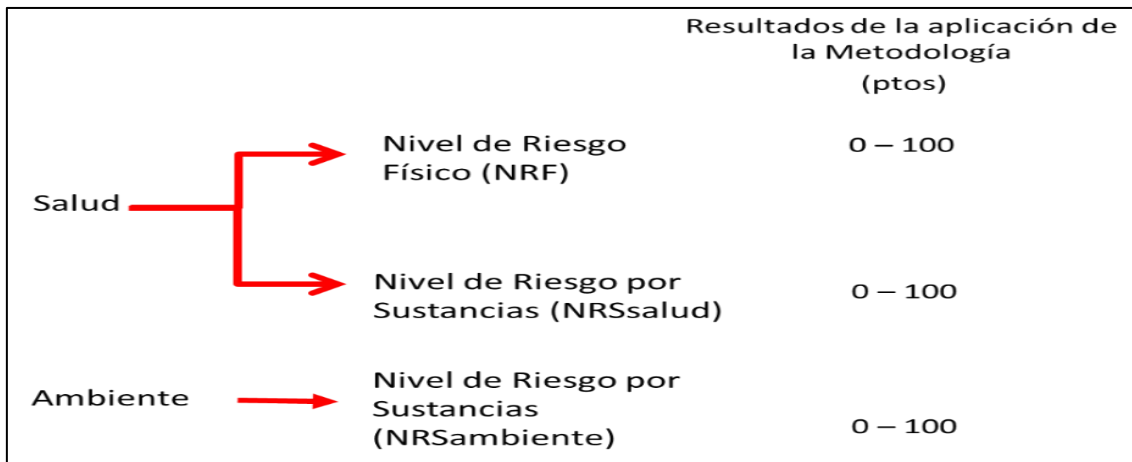 Resultados de la aplicación de
la Metodología
(ptos)
Salud
Nivel de Riesgo
Físico (NRF)
0 – 100
Nivel de Riesgo por
Sustancias (NRSsalud)
0 – 100
Ambiente
Nivel de Riesgo por
Sustancias
(NRSambiente)
0 – 100